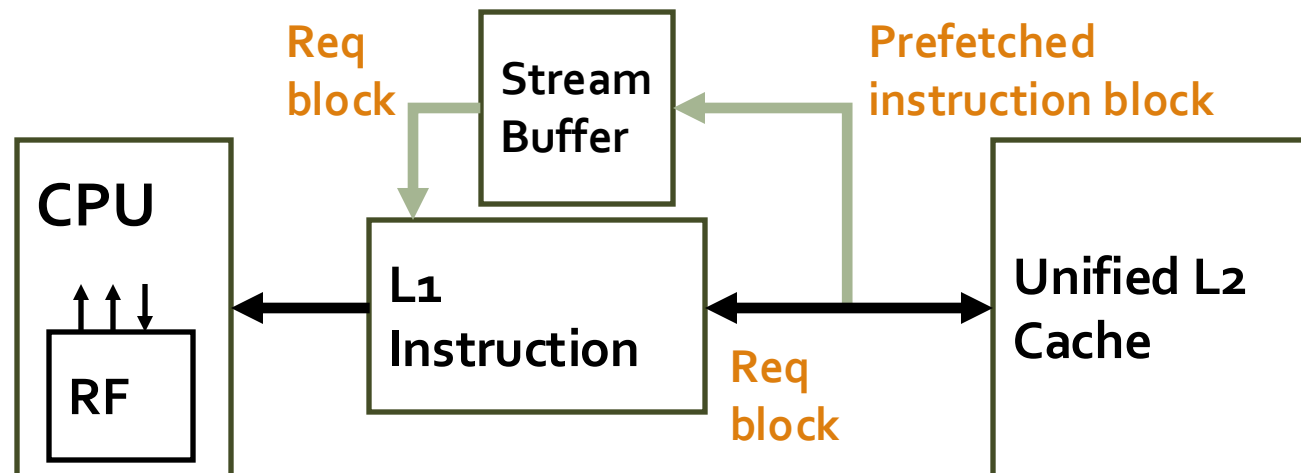 Req
block
Stream
Buffer
Prefetched
instruction block
CPU
RF
L1
Instruction
Req
block
Unified L2
Cache